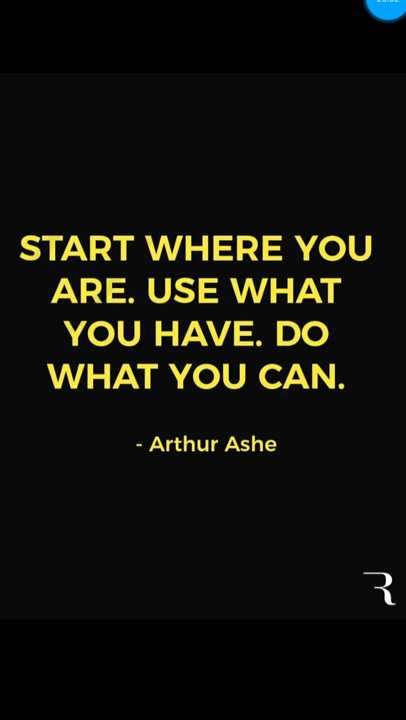 START WHERE YOU
ARE. USE WHAT
YOU HAVE. DO
WHAT YOU CAN.
- Arthur Ashe
R